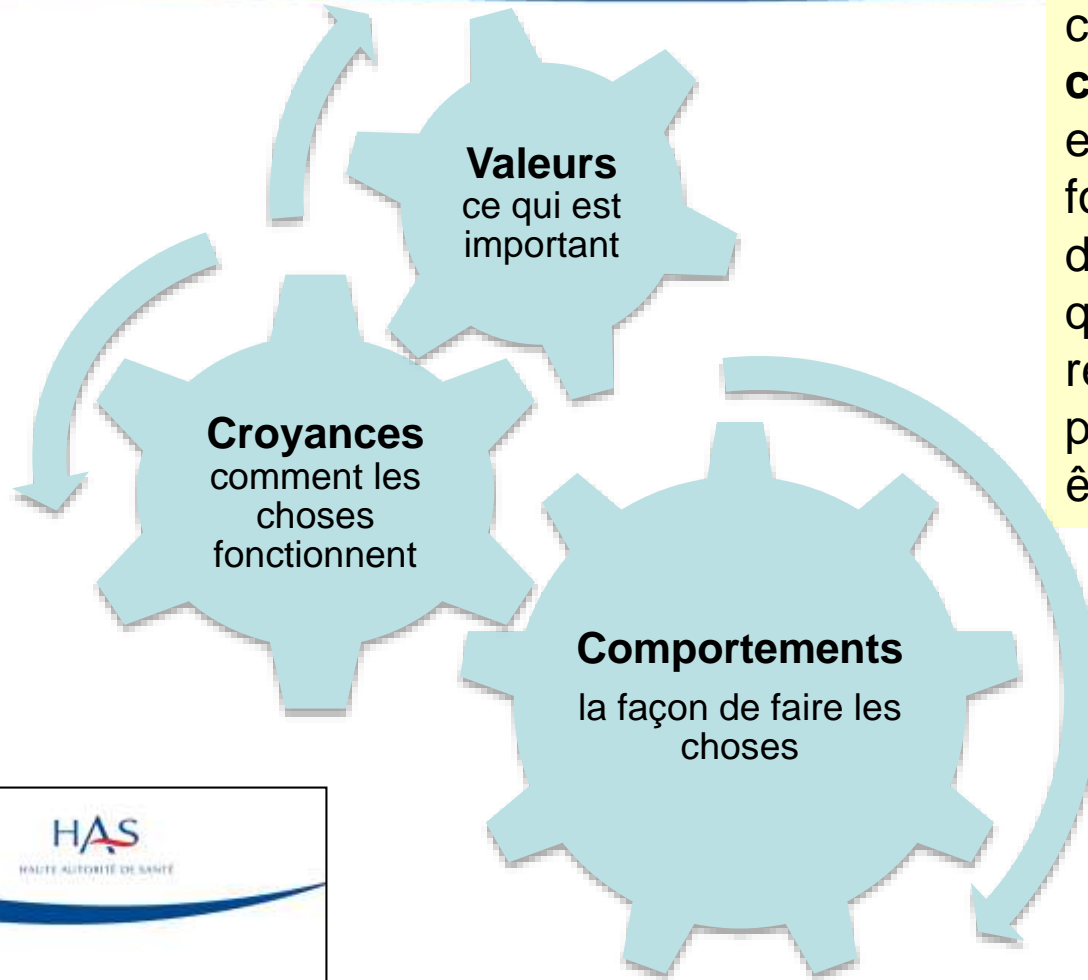 Valeurs
ce qui est
important
Croyances
comment les
choses
fonctionnent
Comportements
la façon de faire les
choses
HAS
HAUTE AUTORITÉ DE SANTÉ